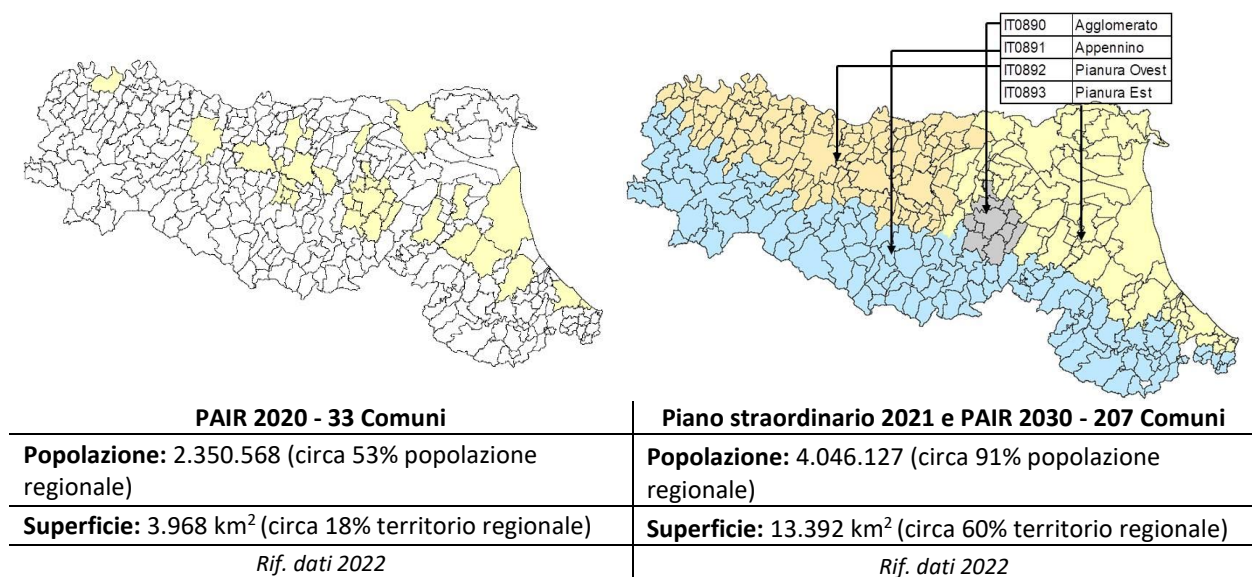 IT0890 Agglomerato
IT0891 Appennino
IT0892 Pianura Ovest
IT0893 Pianura Est
PAIR 2020 - 33 Comuni
Popolazione: 2.350.568 (circa 53% popolazione
regionale)
Superficie: 3.968 km² (circa 18% territorio regionale)
Rif. dati 2022
Piano straordinario 2021 e PAIR 2030 - 207 Comuni
Popolazione: 4.046.127 (circa 91% popolazione
regionale)
Superficie: 13.392 km² (circa 60% territorio regionale)
Rif. dati 2022